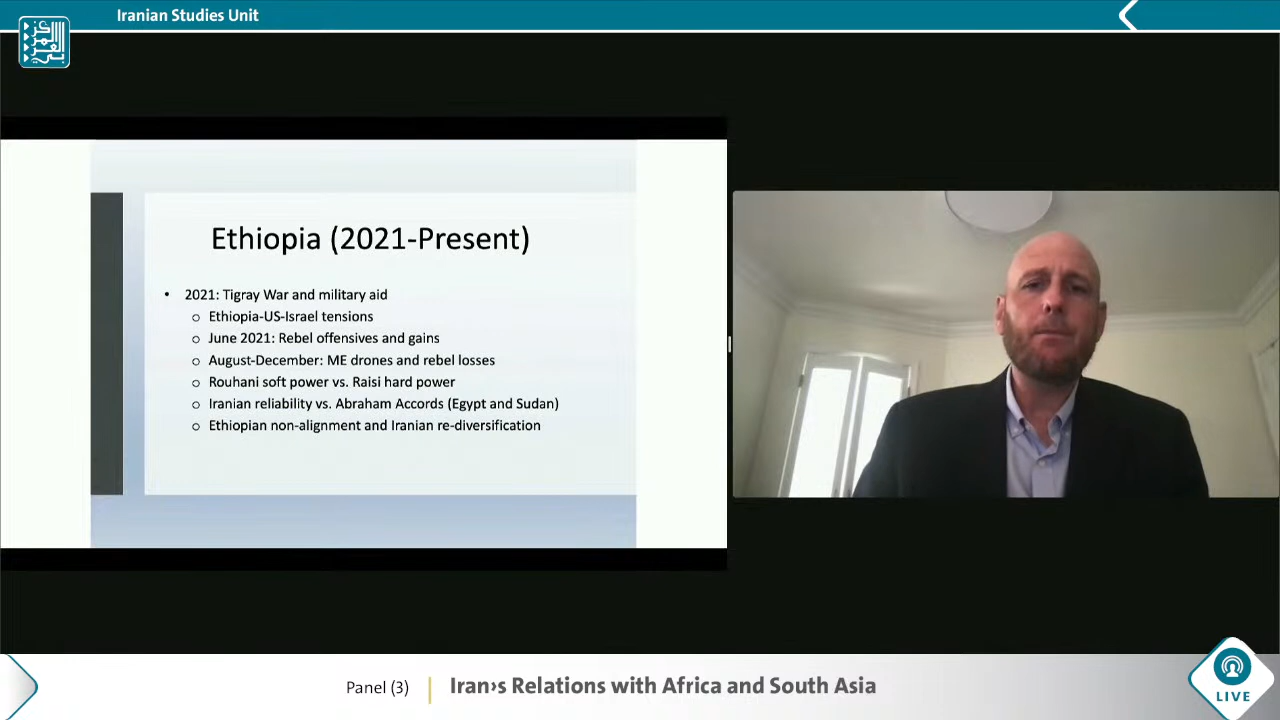 Iranian Studies Unit
Ethiopia (2021-Present)
• 2021: Tigray War and military aid
o Ethiopia-US-Israel tensions
o June 2021: Rebel offensives and gains
o August-December: ME drones and rebel losses
o Rouhani soft power vs. Raisi hard power
o Iranian reliability vs. Abraham Accords (Egypt and Sudan)
o Ethiopian non-alignment and Iranian re-diversification
Panel (3)
Iran›s Relations with Africa and South Asia
LIVE